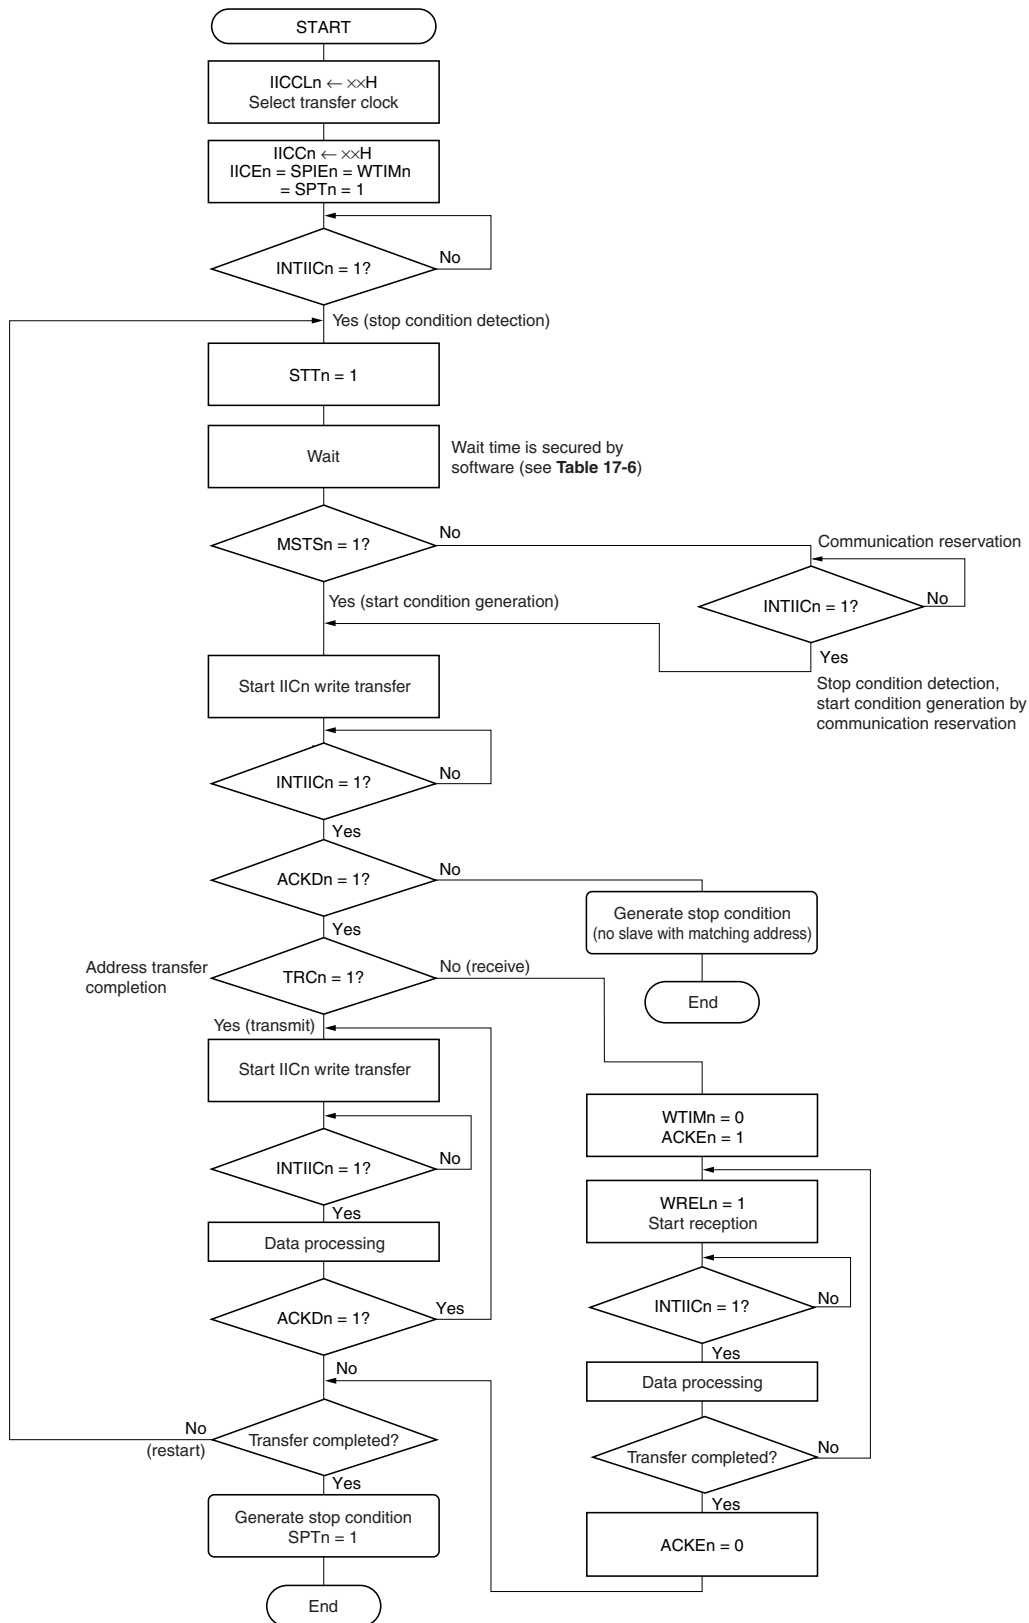 START
IICCLn ← ××H
Select transfer clock
IICCn ← ××H
IICEn = SPIEn = WTIMn
= SPTn = 1
INTIICn = 1?
No
Yes (stop condition detection)
STTn = 1
Wait
Wait time is secured by
software (see Table 17-6)
MSTSn = 1?
No
Communication reservation
INTIICn = 1?
No
Yes
Stop condition detection,
start condition generation by
communication reservation
Yes (start condition generation)
Start IICn write transfer
INTIICn = 1?
No
Yes
ACKDn = 1?
No
Generate stop condition
(no slave with matching address)
End
Yes
Address transfer
completion
TRCn = 1?
No (receive)
Yes (transmit)
Start IICn write transfer
INTIICn = 1?
No
Yes
Data processing
ACKDn = 1?
Yes
No
Transfer completed?
No
(restart)
Yes
Generate stop condition
SPTn = 1
End
WTIMn = 0
ACKEn = 1
WRELn = 1
Start reception
INTIICn = 1?
No
Yes
Data processing
Transfer completed?
No
Yes
ACKEn = 0